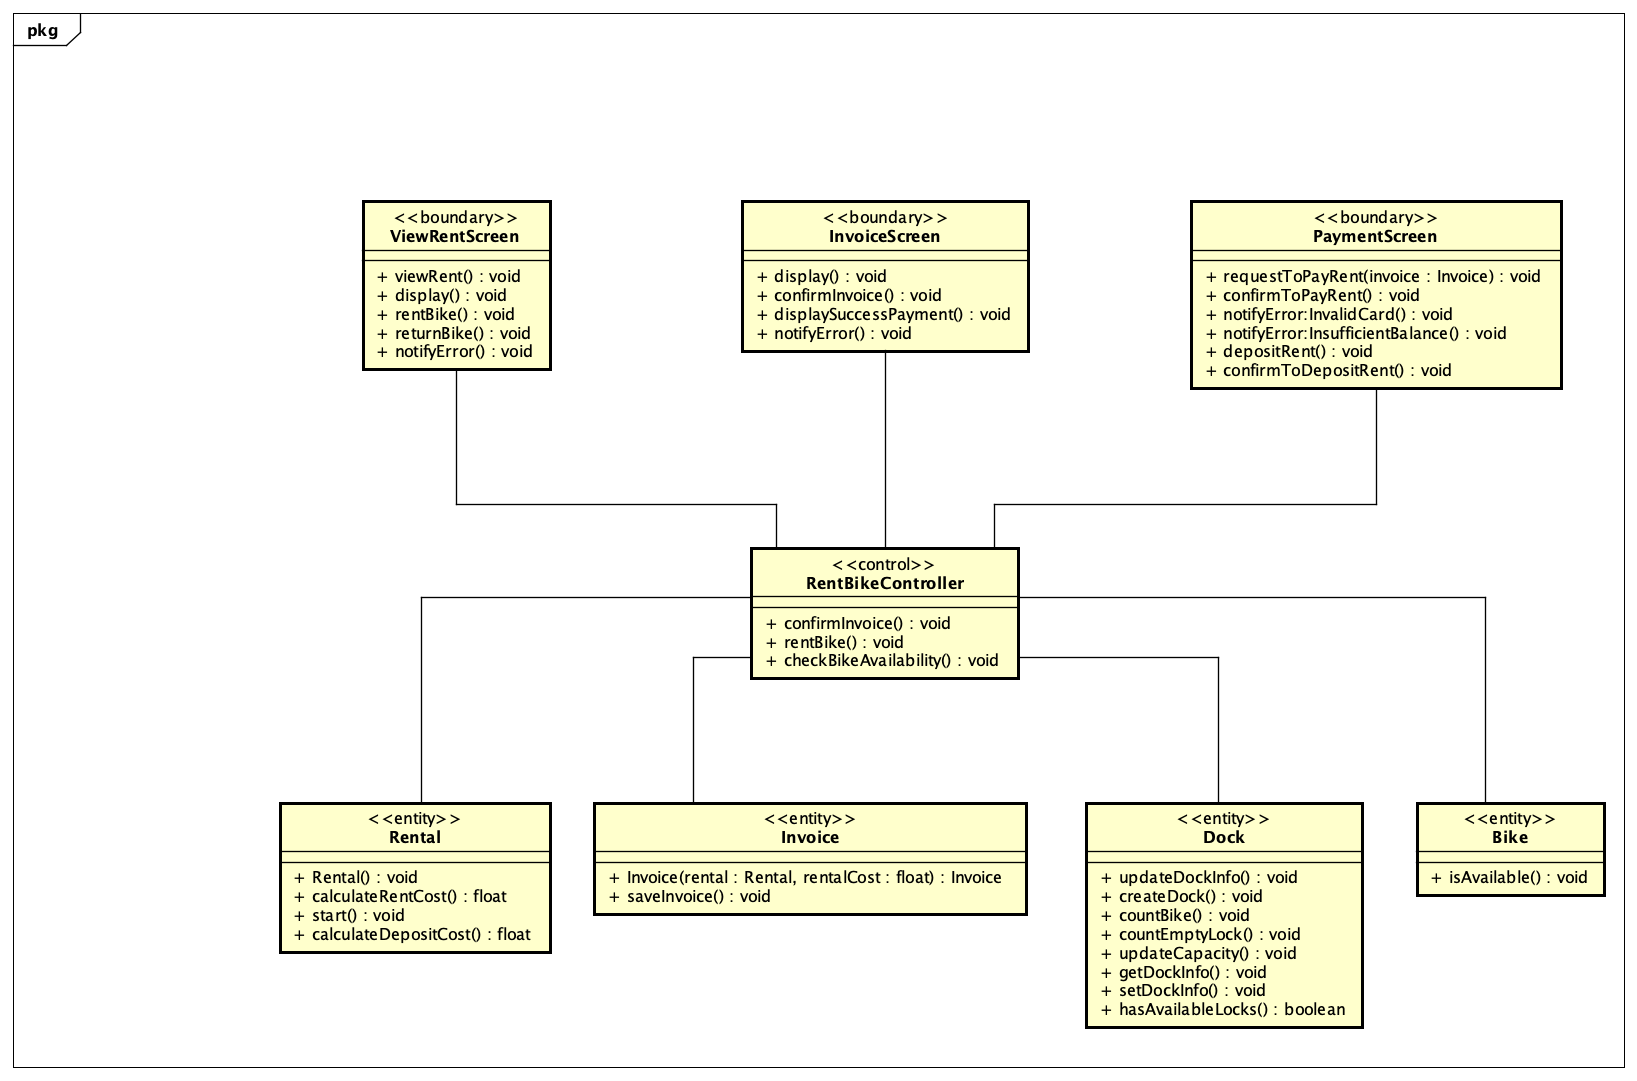 pkg
<<boundary>>
ViewRentScreen
+ viewRent() : void
+ display() : void
+ rentBike() : void
+ returnBike() : void
+ notifyError() : void
<<boundary>>
InvoiceScreen
+ display() : void
+ confirmInvoice() : void
+ displaySuccessPayment() : void
+ notifyError() : void
<<boundary>>
PaymentScreen
+ requestToPayRent(invoice : Invoice) : void
+ confirmToPayRent() : void
+ notifyError:InvalidCard() : void
+ notifyError:InsufficientBalance() : void
+ depositRent() : void
+ confirmToDepositRent() : void
<<control>>
RentBikeController
+ confirmInvoice() : void
+ rentBike() : void
+ checkBikeAvailability() : void
<<entity>>
Rental
+ Rental() : void
+ calculateRentCost() : float
+ start() : void
+ calculateDepositCost() : float
<<entity>>
Invoice
+ Invoice(rental : Rental, rentalCost : float) : Invoice
+ saveInvoice() : void
<<entity>>
Dock
+ updateDockInfo() : void
+ createDock() : void
+ countBike() : void
+ countEmptyLock() : void
+ updateCapacity() : void
+ getDockInfo() : void
+ setDockInfo() : void
+ hasAvailableLocks() : boolean
<<entity>>
Bike
+ isAvailable() : void